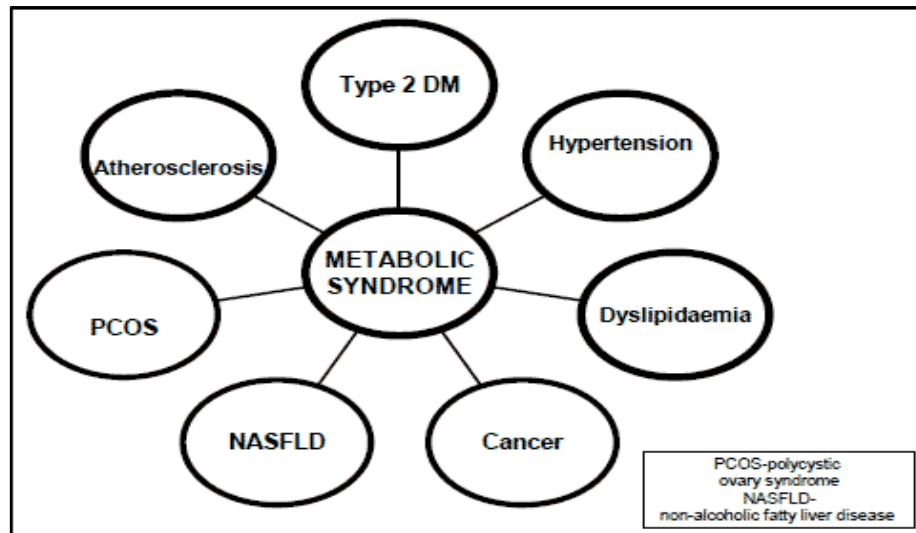 Type 2 DM
Hypertension
Atherosclerosis
METABOLIC
SYNDROME
Dyslipidaemia
PCOS
NASFLD
Cancer
PCOS-polycystic
ovary syndrome
NASFLD-
non-alcoholic fatty liver disease